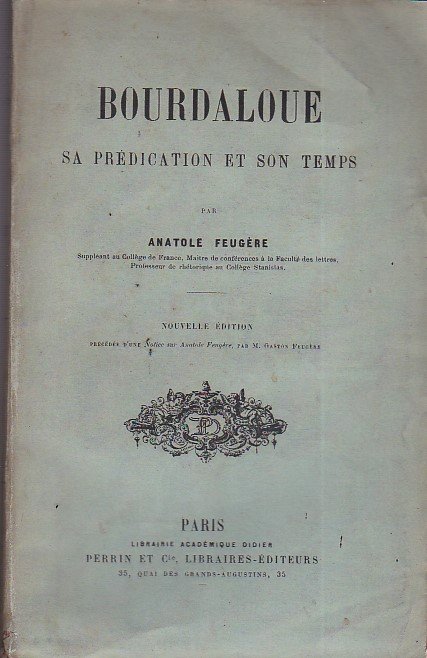 BOURDALOUE
SA PRÉDICATION ET SON TEMPS
PAR
ANATOLE FEUGÈRE
Suppléant au Collège de France, Maître de conférences à la Faculté des lettres,
Professeur de rhétorique au Collège Stanislas.
NOUVELLE ÉDITION
PRÉCÉDÉE D'UNE Notice sur Anatole Feugère, PAR M. GASTON FEUGÈRE
PARIS
LIBRAIRIE ACADÉMIQUE DIDIER
PERRIN ET Cie, LIBRAIRES-ÉDITEURS
35, QUAI DES GRANDS-AUGUSTINS, 35